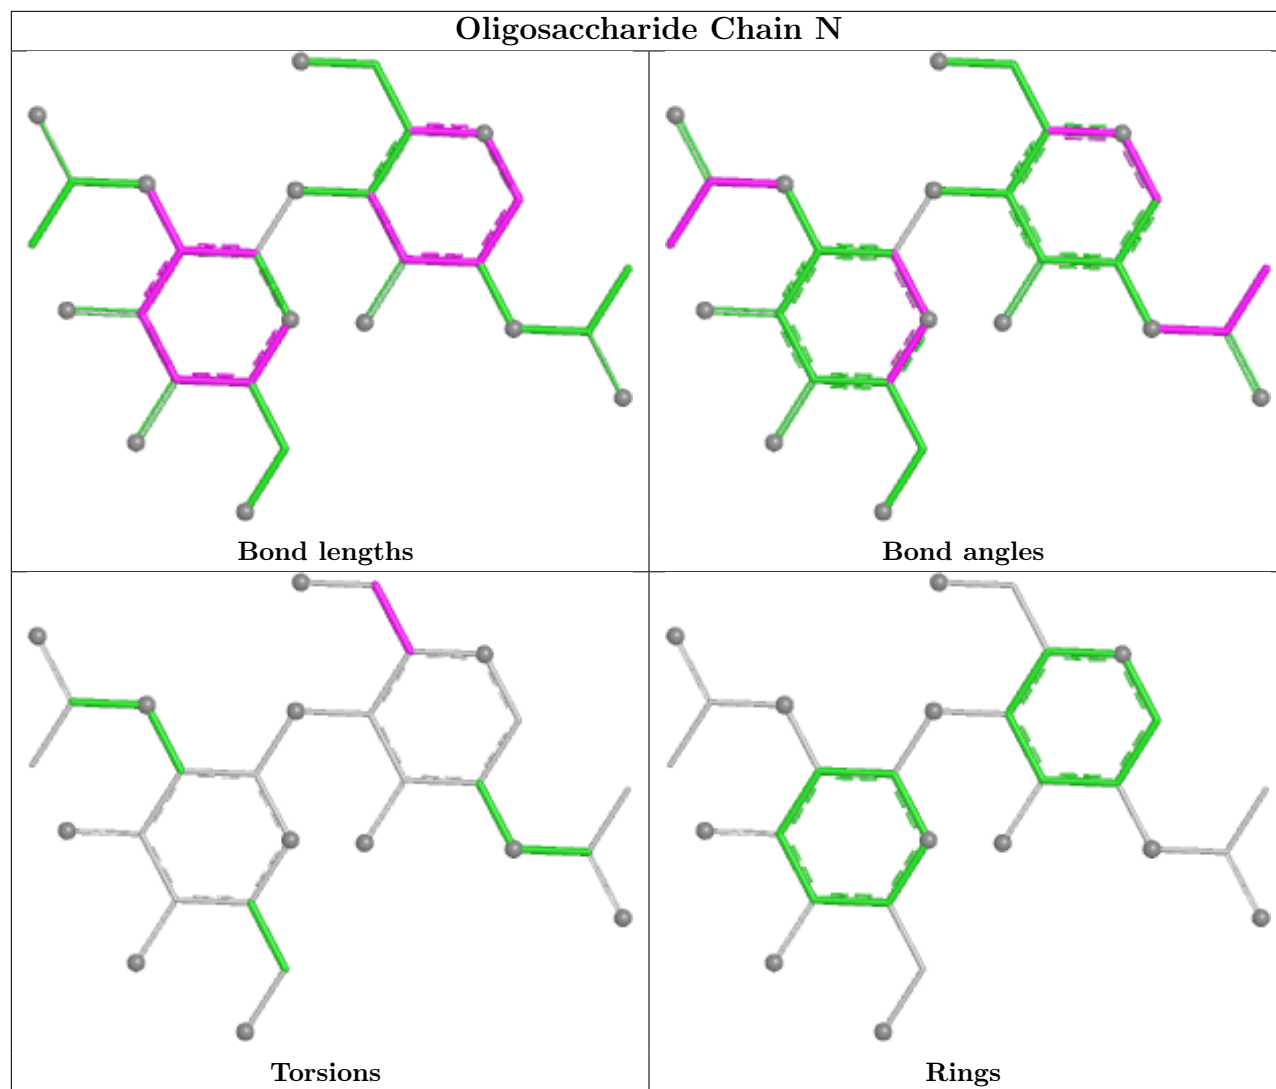 Oligosaccharide Chain N
Bond lengths
Bond angles
Torsions
Rings